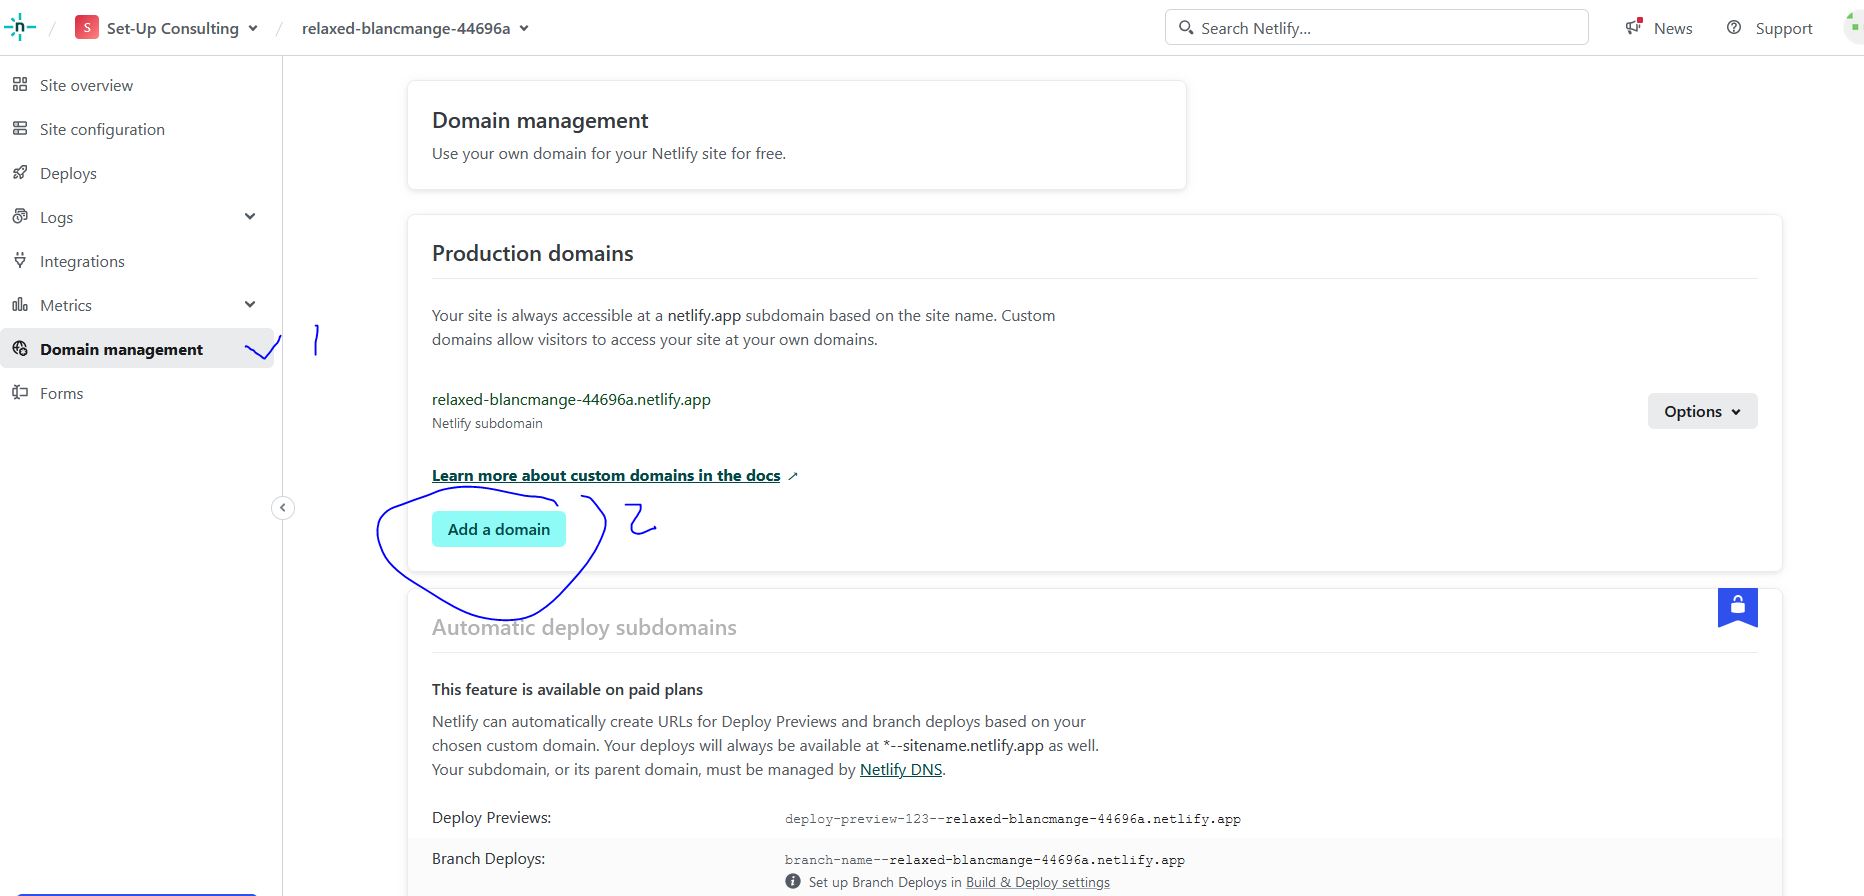 n / S Set-Up Consulting / relaxed-blancmange-44696a Search Netlify... News Support
Site overview
Site configuration
Deploys
Logs
Integrations
Metrics
Domain management 1
Forms
Domain management
Use your own domain for your Netlify site for free.
Production domains
Your site is always accessible at a netlify.app subdomain based on the site name. Custom
domains allow visitors to access your site at your own domains.
relaxed-blancmange-44696a.netlify.app
Netlify subdomain
Options
Learn more about custom domains in the docs ↗
Add a domain 2
Automatic deploy subdomains
This feature is available on paid plans
Netlify can automatically create URLs for Deploy Previews and branch deploys based on your
chosen custom domain. Your deploys will always be available at *--sitename.netlify.app as well.
Your subdomain, or its parent domain, must be managed by Netlify DNS.
Deploy Previews: deploy-preview-123--relaxed-blancmange-44696a.netlify.app
Branch Deploys: branch-name--relaxed-blancmange-44696a.netlify.app
Set up Branch Deploys in Build & Deploy settings